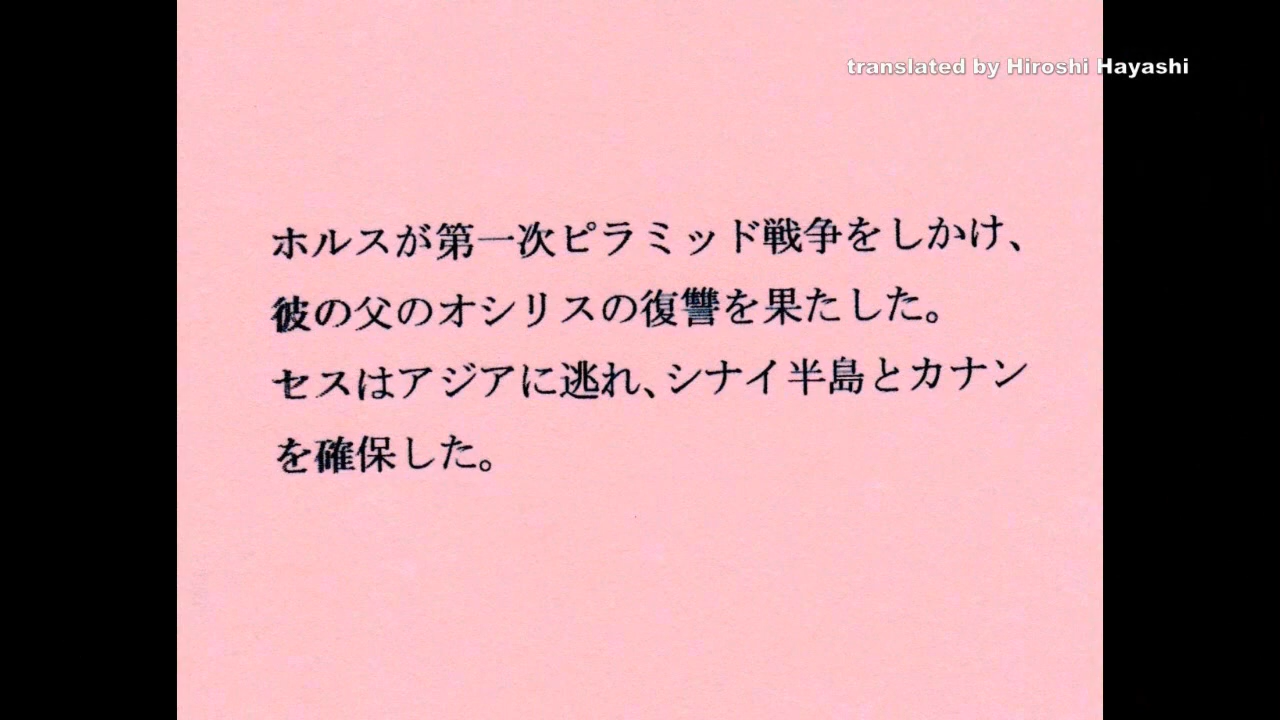 translated by Hiroshi Hayashi
ホルスが第一次ピラミッド戦争をしかけ、
彼の父のオシリスの復讐を果たした。
セスはアジアに逃れ、シナイ半島とカナン
を確保した。